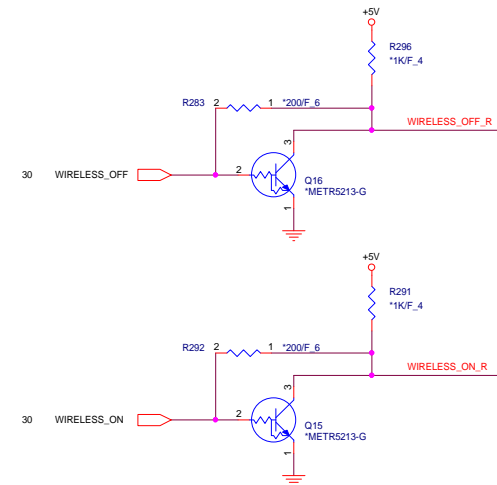 +5V
R296
*1K/F_4
R283 2 1 *200/F_6
WIRELESS_OFF_R
3
30 WIRELESS_OFF 2
Q16
*METR5213-G
1
+5V
R291
*1K/F_4
R292 2 1 *200/F_6
WIRELESS_ON_R
3
30 WIRELESS_ON 2
Q15
*METR5213-G
1